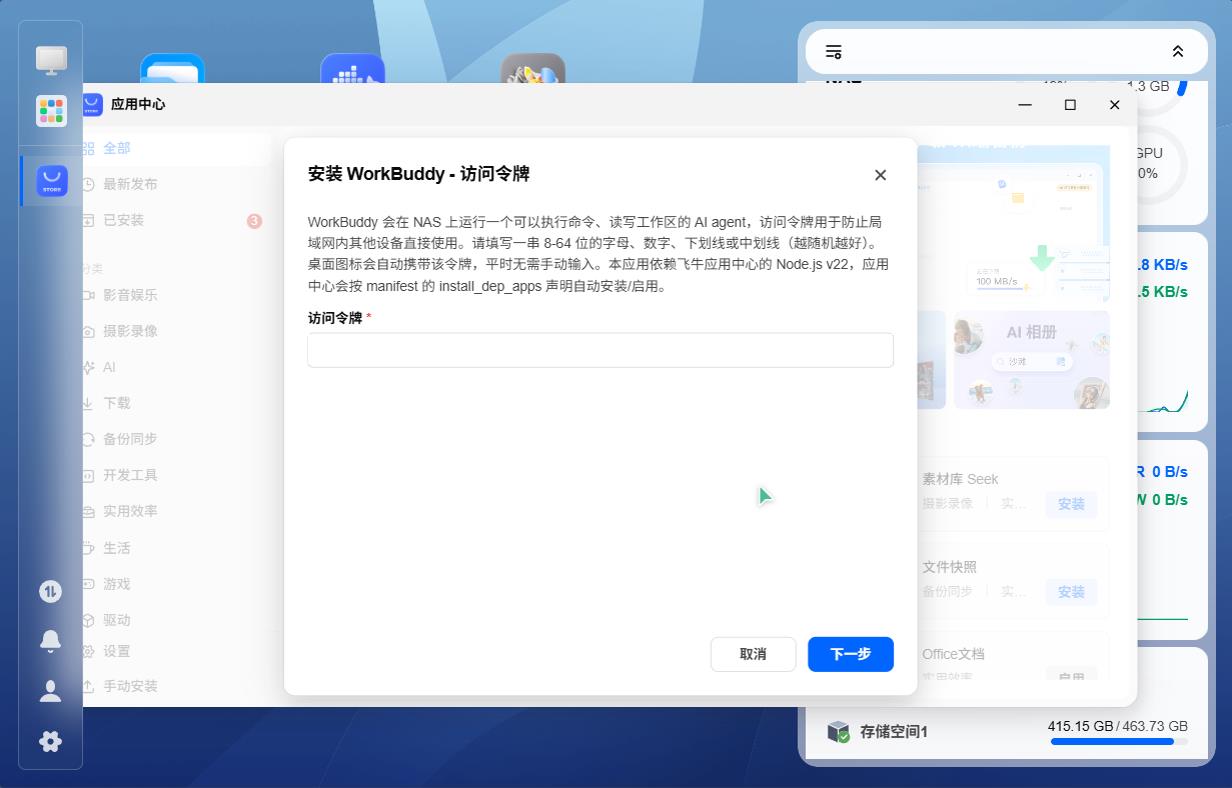 应用中心
全部
最新发布
已安装
3
分类
影音娱乐
摄影录像
AI
下载
备份同步
开发工具
实用效率
生活
游戏
驱动
设置
手动安装
STORE
安装 WorkBuddy - 访问令牌
WorkBuddy 会在 NAS 上运行一个可以执行命令、读写工作区的 AI agent，访问令牌用于防止局
域网内其他设备直接使用。请填写一串 8-64 位的字母、数字、下划线或中划线（越随机越好）。
桌面图标会自动携带该令牌，平时无需手动输入。本应用依赖飞牛应用中心的 Node.js v22，应用
中心会按 manifest 的 install_dep_apps 声明自动安装/启用。
访问令牌 *
取消
下一步
100 MB/s
AI 相册
沙滩
素材库 Seek
摄影录像
实...
安装
文件快照
备份同步
实...
安装
Office文档
实用效率
启用
1.3 GB
GPU
0%
.8 KB/s
.5 KB/s
R 0 B/s
W 0 B/s
存储空间1
415.15 GB / 463.73 GB